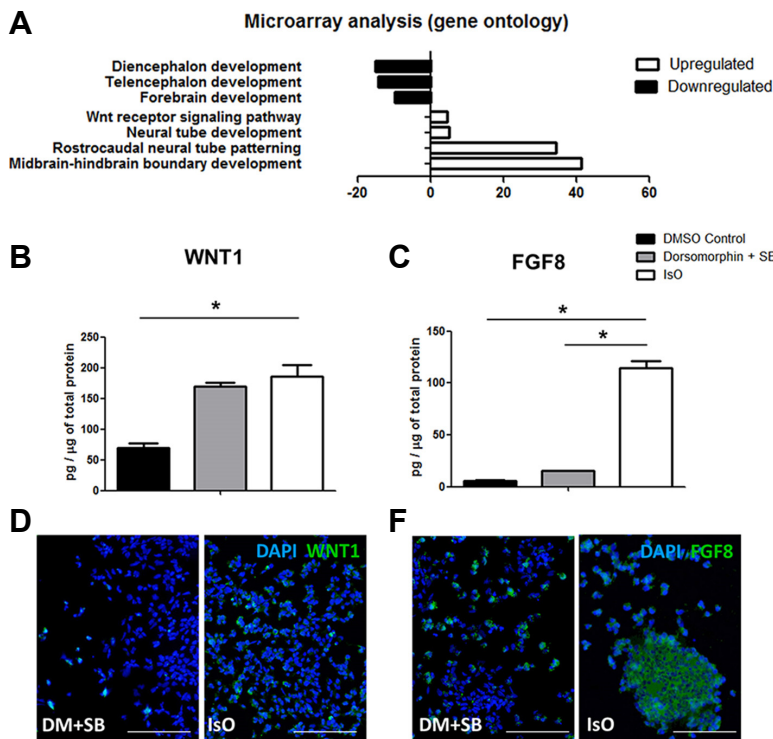 A
Microarray analysis (gene ontology)
Diencephalon development
Telencephalon development
Forebrain development
Wnt receptor signaling pathway
Neural tube development
Rostrocaudal neural tube patterning
Midbrain-hindbrain boundary development
Upregulated
Downregulated
-20 0 20 40 60
B
WNT1
*
pg / μg of total protein
250
200
150
100
50
0
C
FGF8
DMSO Control
Dorsomorphin + SB
IsO
*
*
pg / μg of total protein
150
100
50
0
D
DM+SB
DAPI WNT1
IsO
F
DM+SB
DAPI FGF8
IsO